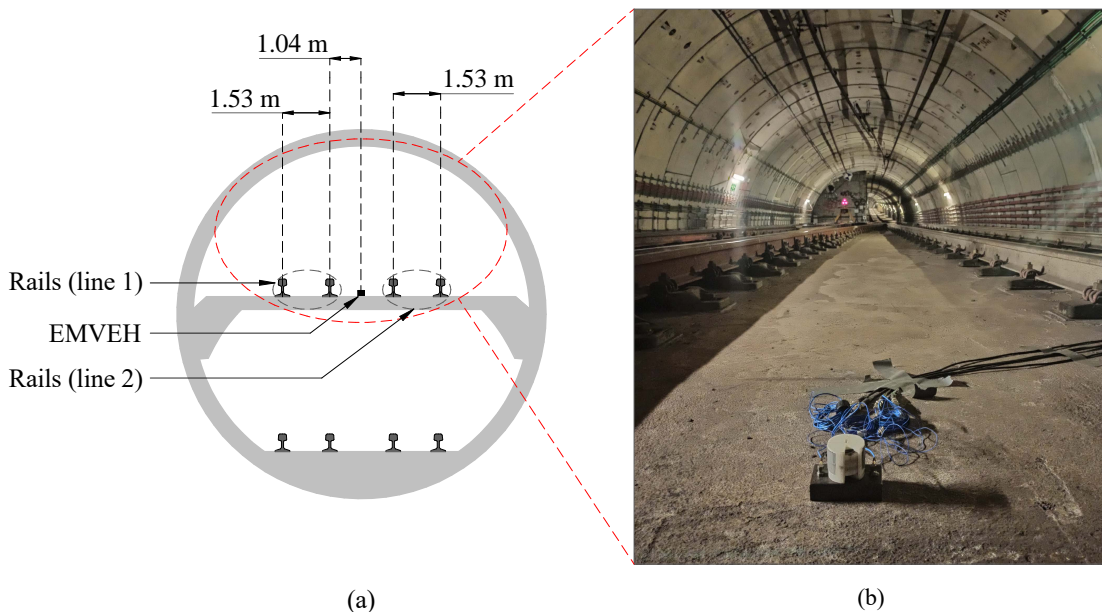 1.04 m
1.53 m
1.53 m
Rails (line 1)
EMVEH
Rails (line 2)
(a)
(b)